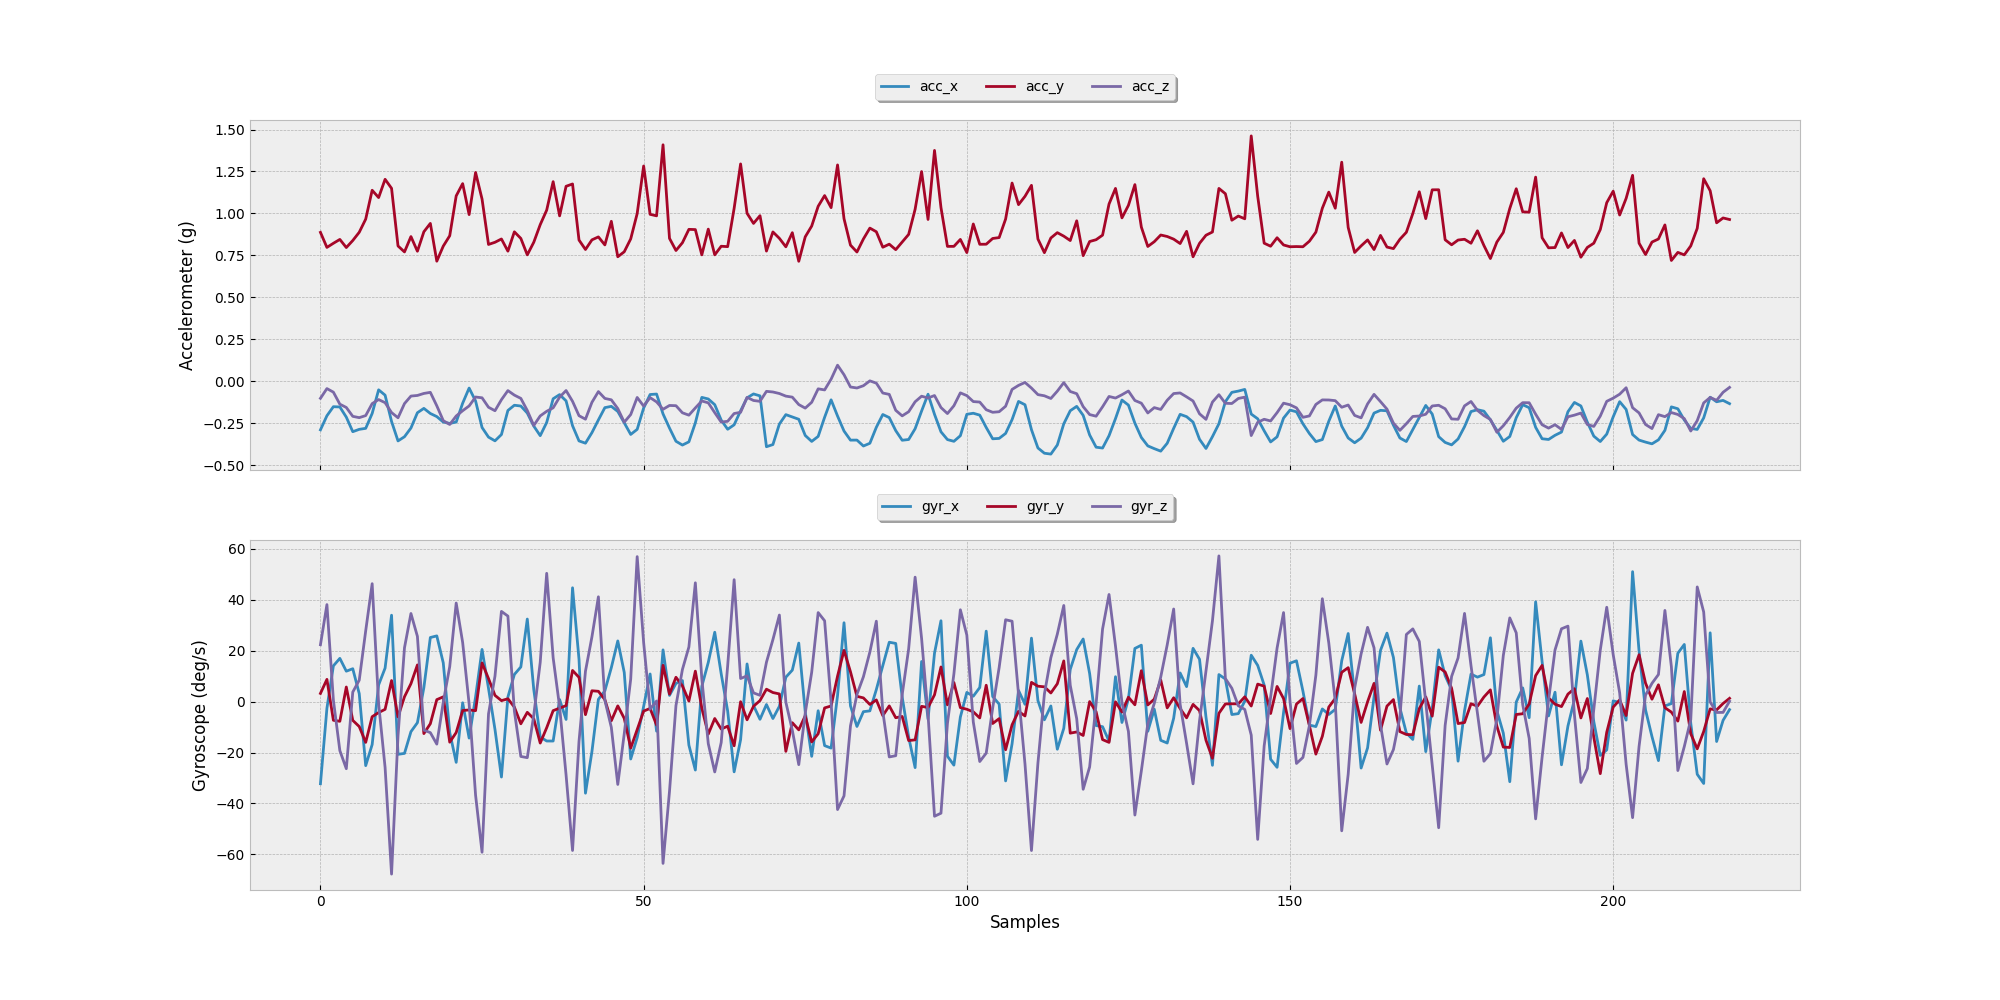 acc_x acc_y acc_z
1.50
1.25
1.00
0.75
0.50
0.25
0.00
−0.25
−0.50
Accelerometer (g)
gyr_x gyr_y gyr_z
60
40
20
0
−20
−40
−60
Gyroscope (deg/s)
0 50 100 150 200
Samples